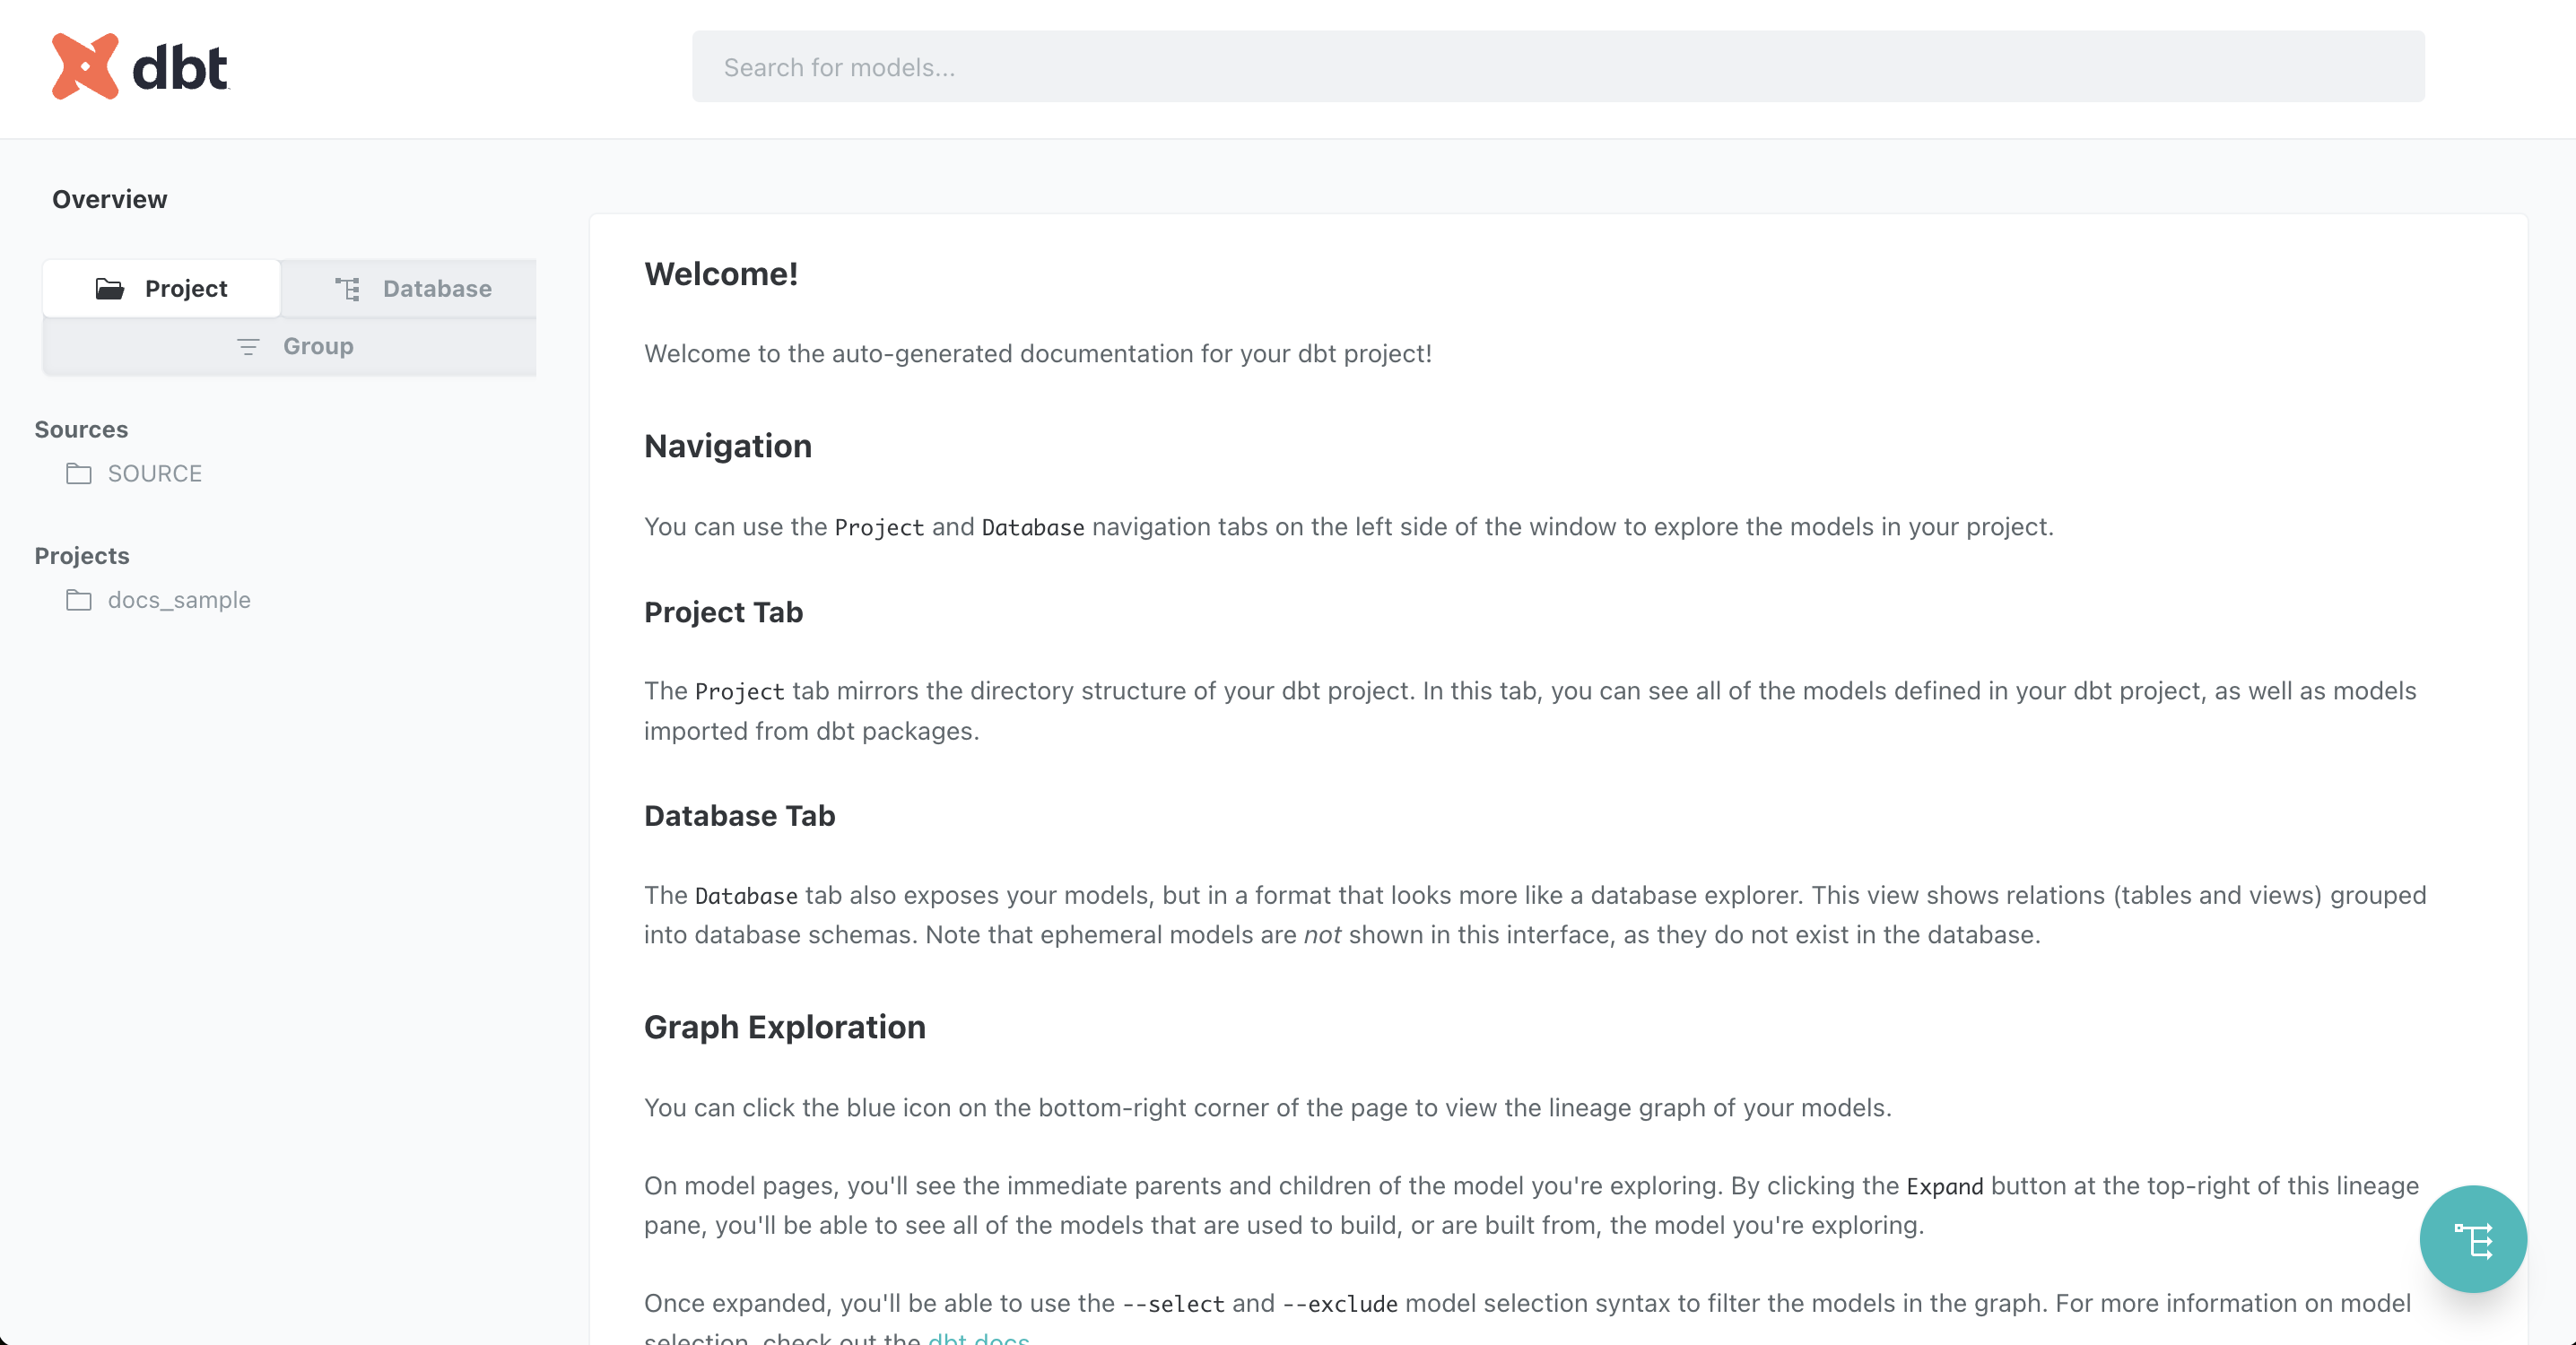 dbt
Search for models...
Overview
Project
Database
Group
Sources
SOURCE
Projects
docs_sample
Welcome!
Welcome to the auto-generated documentation for your dbt project!
Navigation
You can use the Project and Database navigation tabs on the left side of the window to explore the models in your project.
Project Tab
The Project tab mirrors the directory structure of your dbt project. In this tab, you can see all of the models defined in your dbt project, as well as models
imported from dbt packages.
Database Tab
The Database tab also exposes your models, but in a format that looks more like a database explorer. This view shows relations (tables and views) grouped
into database schemas. Note that ephemeral models are not shown in this interface, as they do not exist in the database.
Graph Exploration
You can click the blue icon on the bottom-right corner of the page to view the lineage graph of your models.
On model pages, you'll see the immediate parents and children of the model you're exploring. By clicking the Expand button at the top-right of this lineage
pane, you'll be able to see all of the models that are used to build, or are built from, the model you're exploring.
Once expanded, you'll be able to use the --select and --exclude model selection syntax to filter the models in the graph. For more information on model
selection, check out the dbt docs.